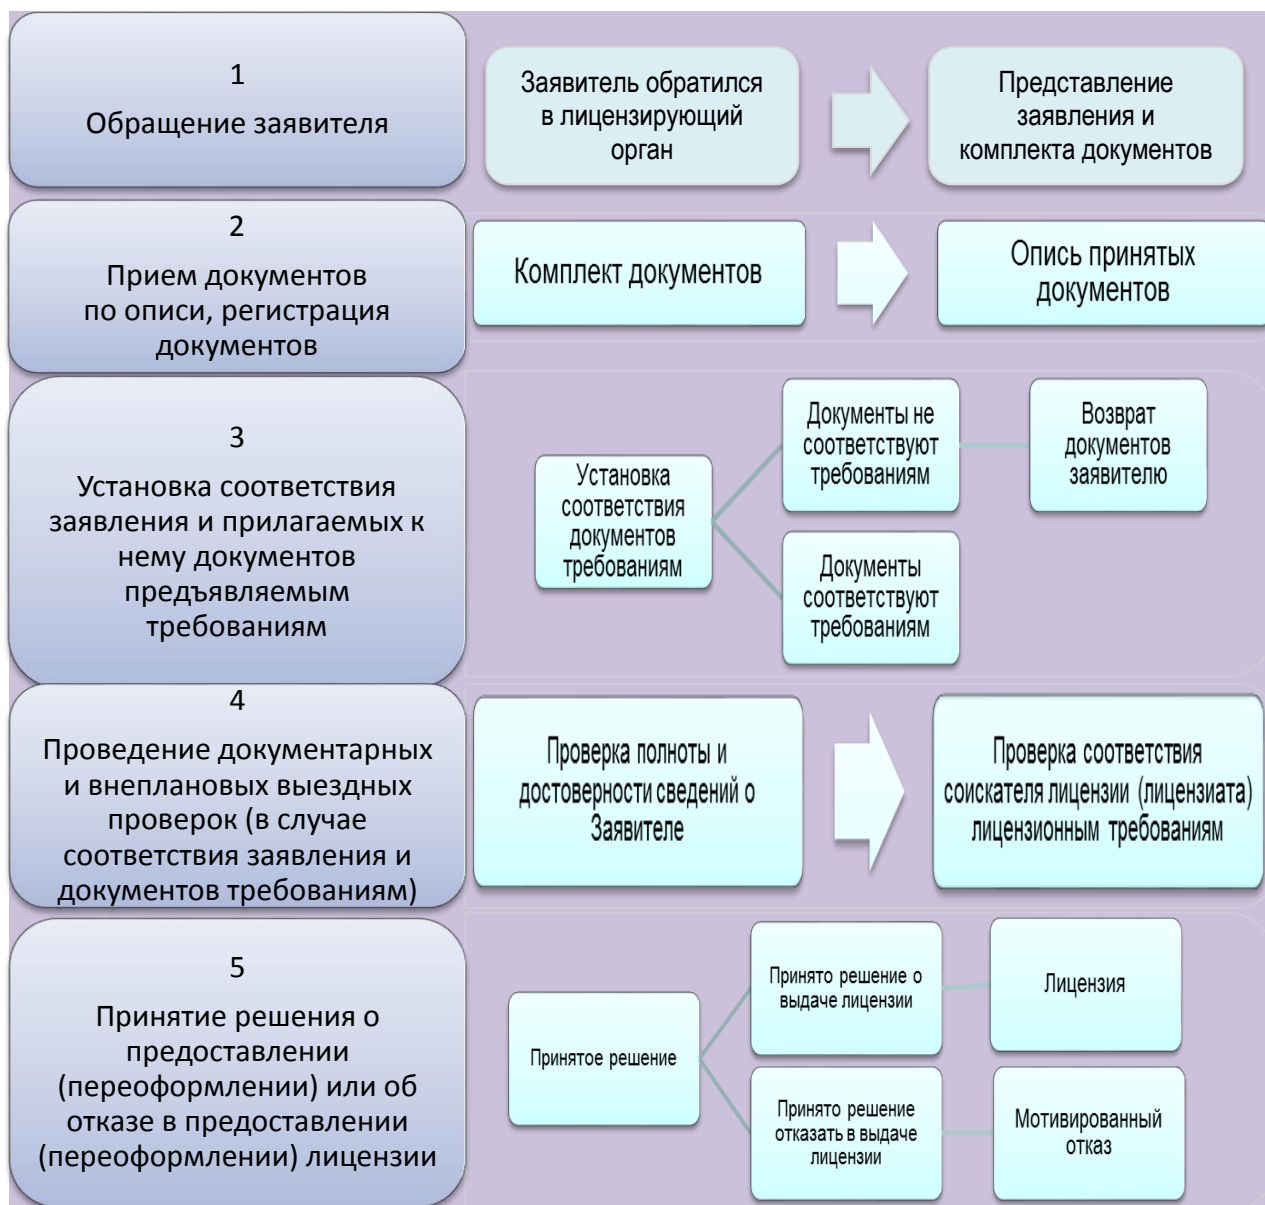 1
Обращение заявителя
Заявитель обратился
в лицензирующий
орган
Представление
заявления и
комплекта документов
2
Прием документов
по описи, регистрация
документов
Комплект документов
Опись принятых
документов
3
Установка соответствия
заявления и прилагаемых к
нему документов
предъявляемым
требованиям
Установка
соответствия
документов
требованиям
Документы не
соответствуют
требованиям
Возврат
документов
заявителю
Документы
соответствуют
требованиям
4
Проведение документарных
и внеплановых выездных
проверок (в случае
соответствия заявления и
документов требованиям)
Проверка полноты и
достоверности сведений о
Заявителе
Проверка соответствия
соискателя лицензии (лицензиата)
лицензионным требованиям
5
Принятие решения о
предоставлении
(переоформлении) или об
отказе в предоставлении
(переоформлении) лицензии
Принятое решение
Принято решение о
выдаче лицензии
Лицензия
Принято решение
отказать в выдаче
лицензии
Мотивированный
отказ